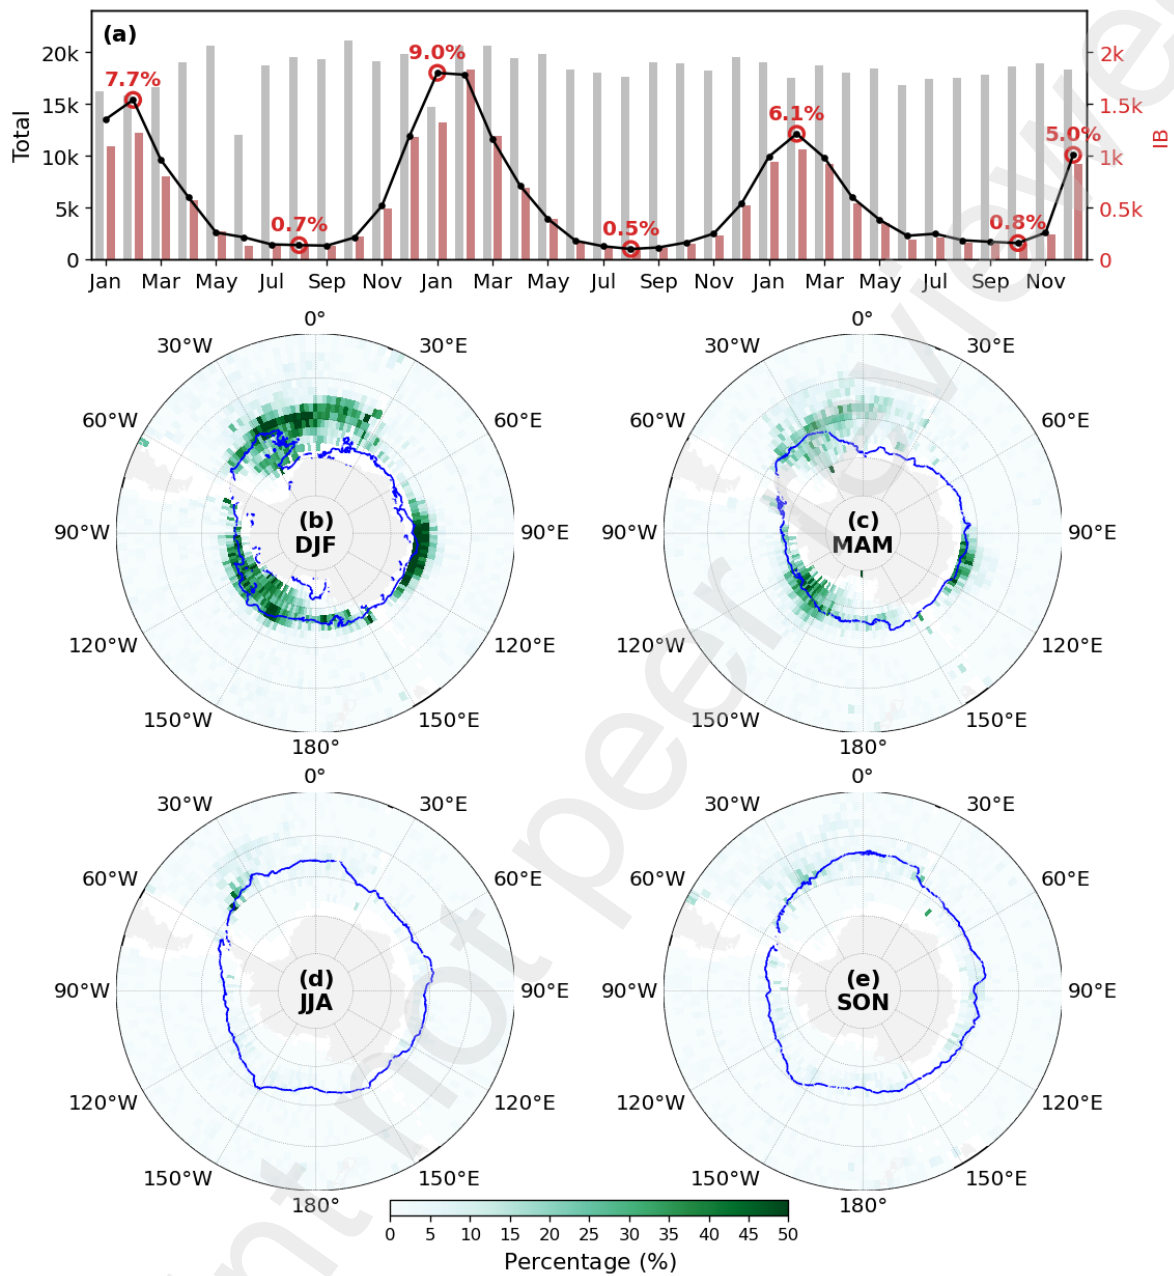 (a)
Total
20k
15k
10k
5k
0
7.7%
9.0%
6.1%
5.0%
0.7%
0.5%
0.8%
2k
1.5k
1k
0.5k
0
IB
Jan Mar May Jul Sep Nov Jan Mar May Jul Sep Nov Jan Mar May Jul Sep Nov
0° 0°
30°W 30°E 30°W 30°E
60°W 60°E 60°W 60°E
90°W (b) 90°E 90°W (c) 90°E
DJF MAM
120°W 120°E 120°W 120°E
150°W 150°E 150°W 150°E
180° 180°
0° 0°
30°W 30°E 30°W 30°E
60°W 60°E 60°W 60°E
90°W (d) 90°E 90°W (e) 90°E
JJA SON
120°W 120°E 120°W 120°E
150°W 150°E 150°W 150°E
180° 180°
0 5 10 15 20 25 30 35 40 45 50
Percentage (%)
not peer review